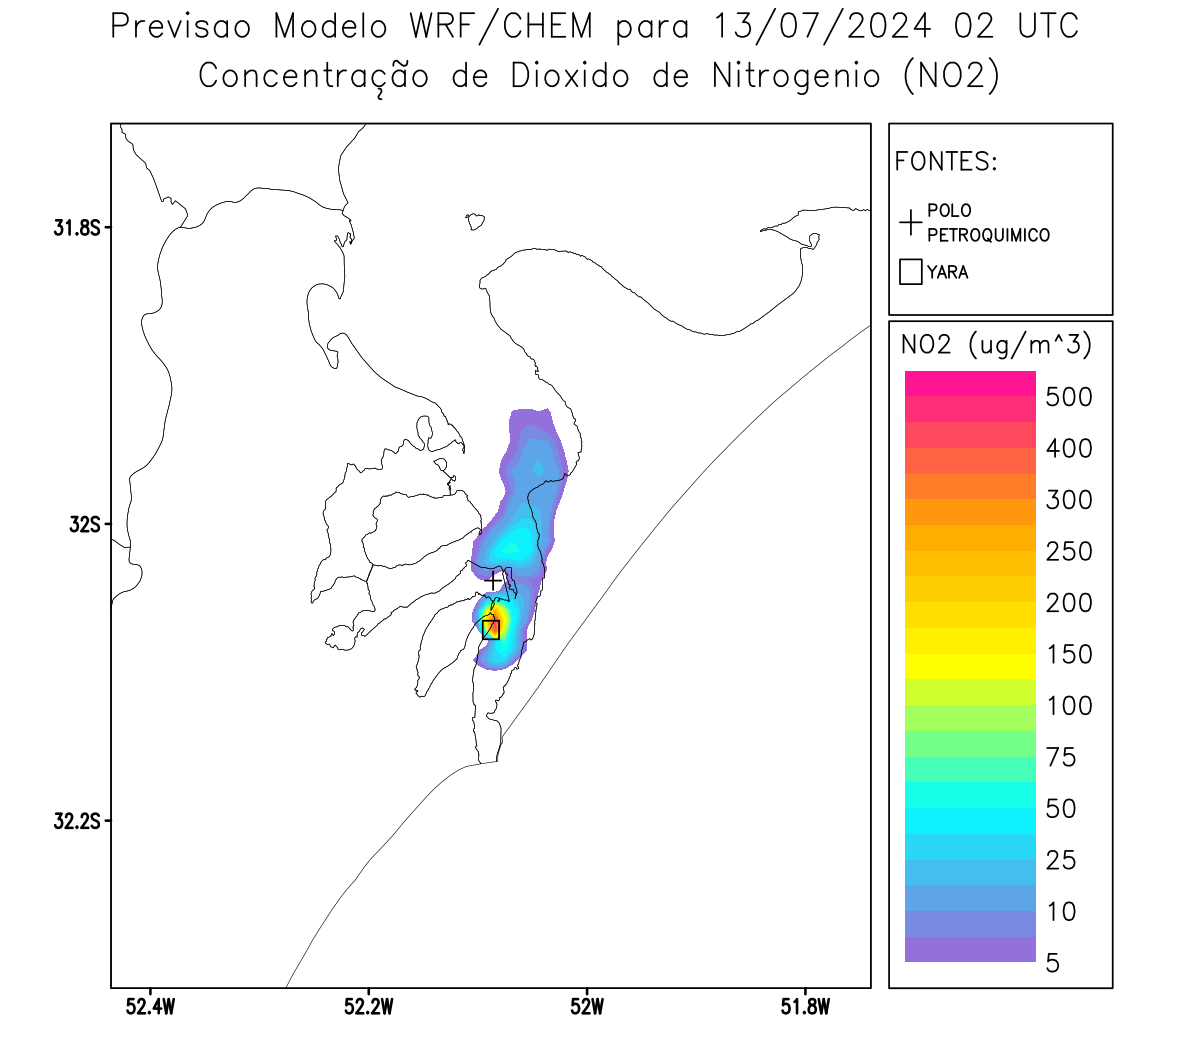 Previsao Modelo WRF/CHEM para 13/07/2024 02 UTC
Concentração de Dioxido de Nitrogenio (NO2)
FONTES:
POLO
PETROQUIMICO
YARA
NO2 (ug/m^3)
500
400
300
250
200
150
100
75
50
25
10
5
31.8S
32S
32.2S
52.4W
52.2W
52W
51.8W